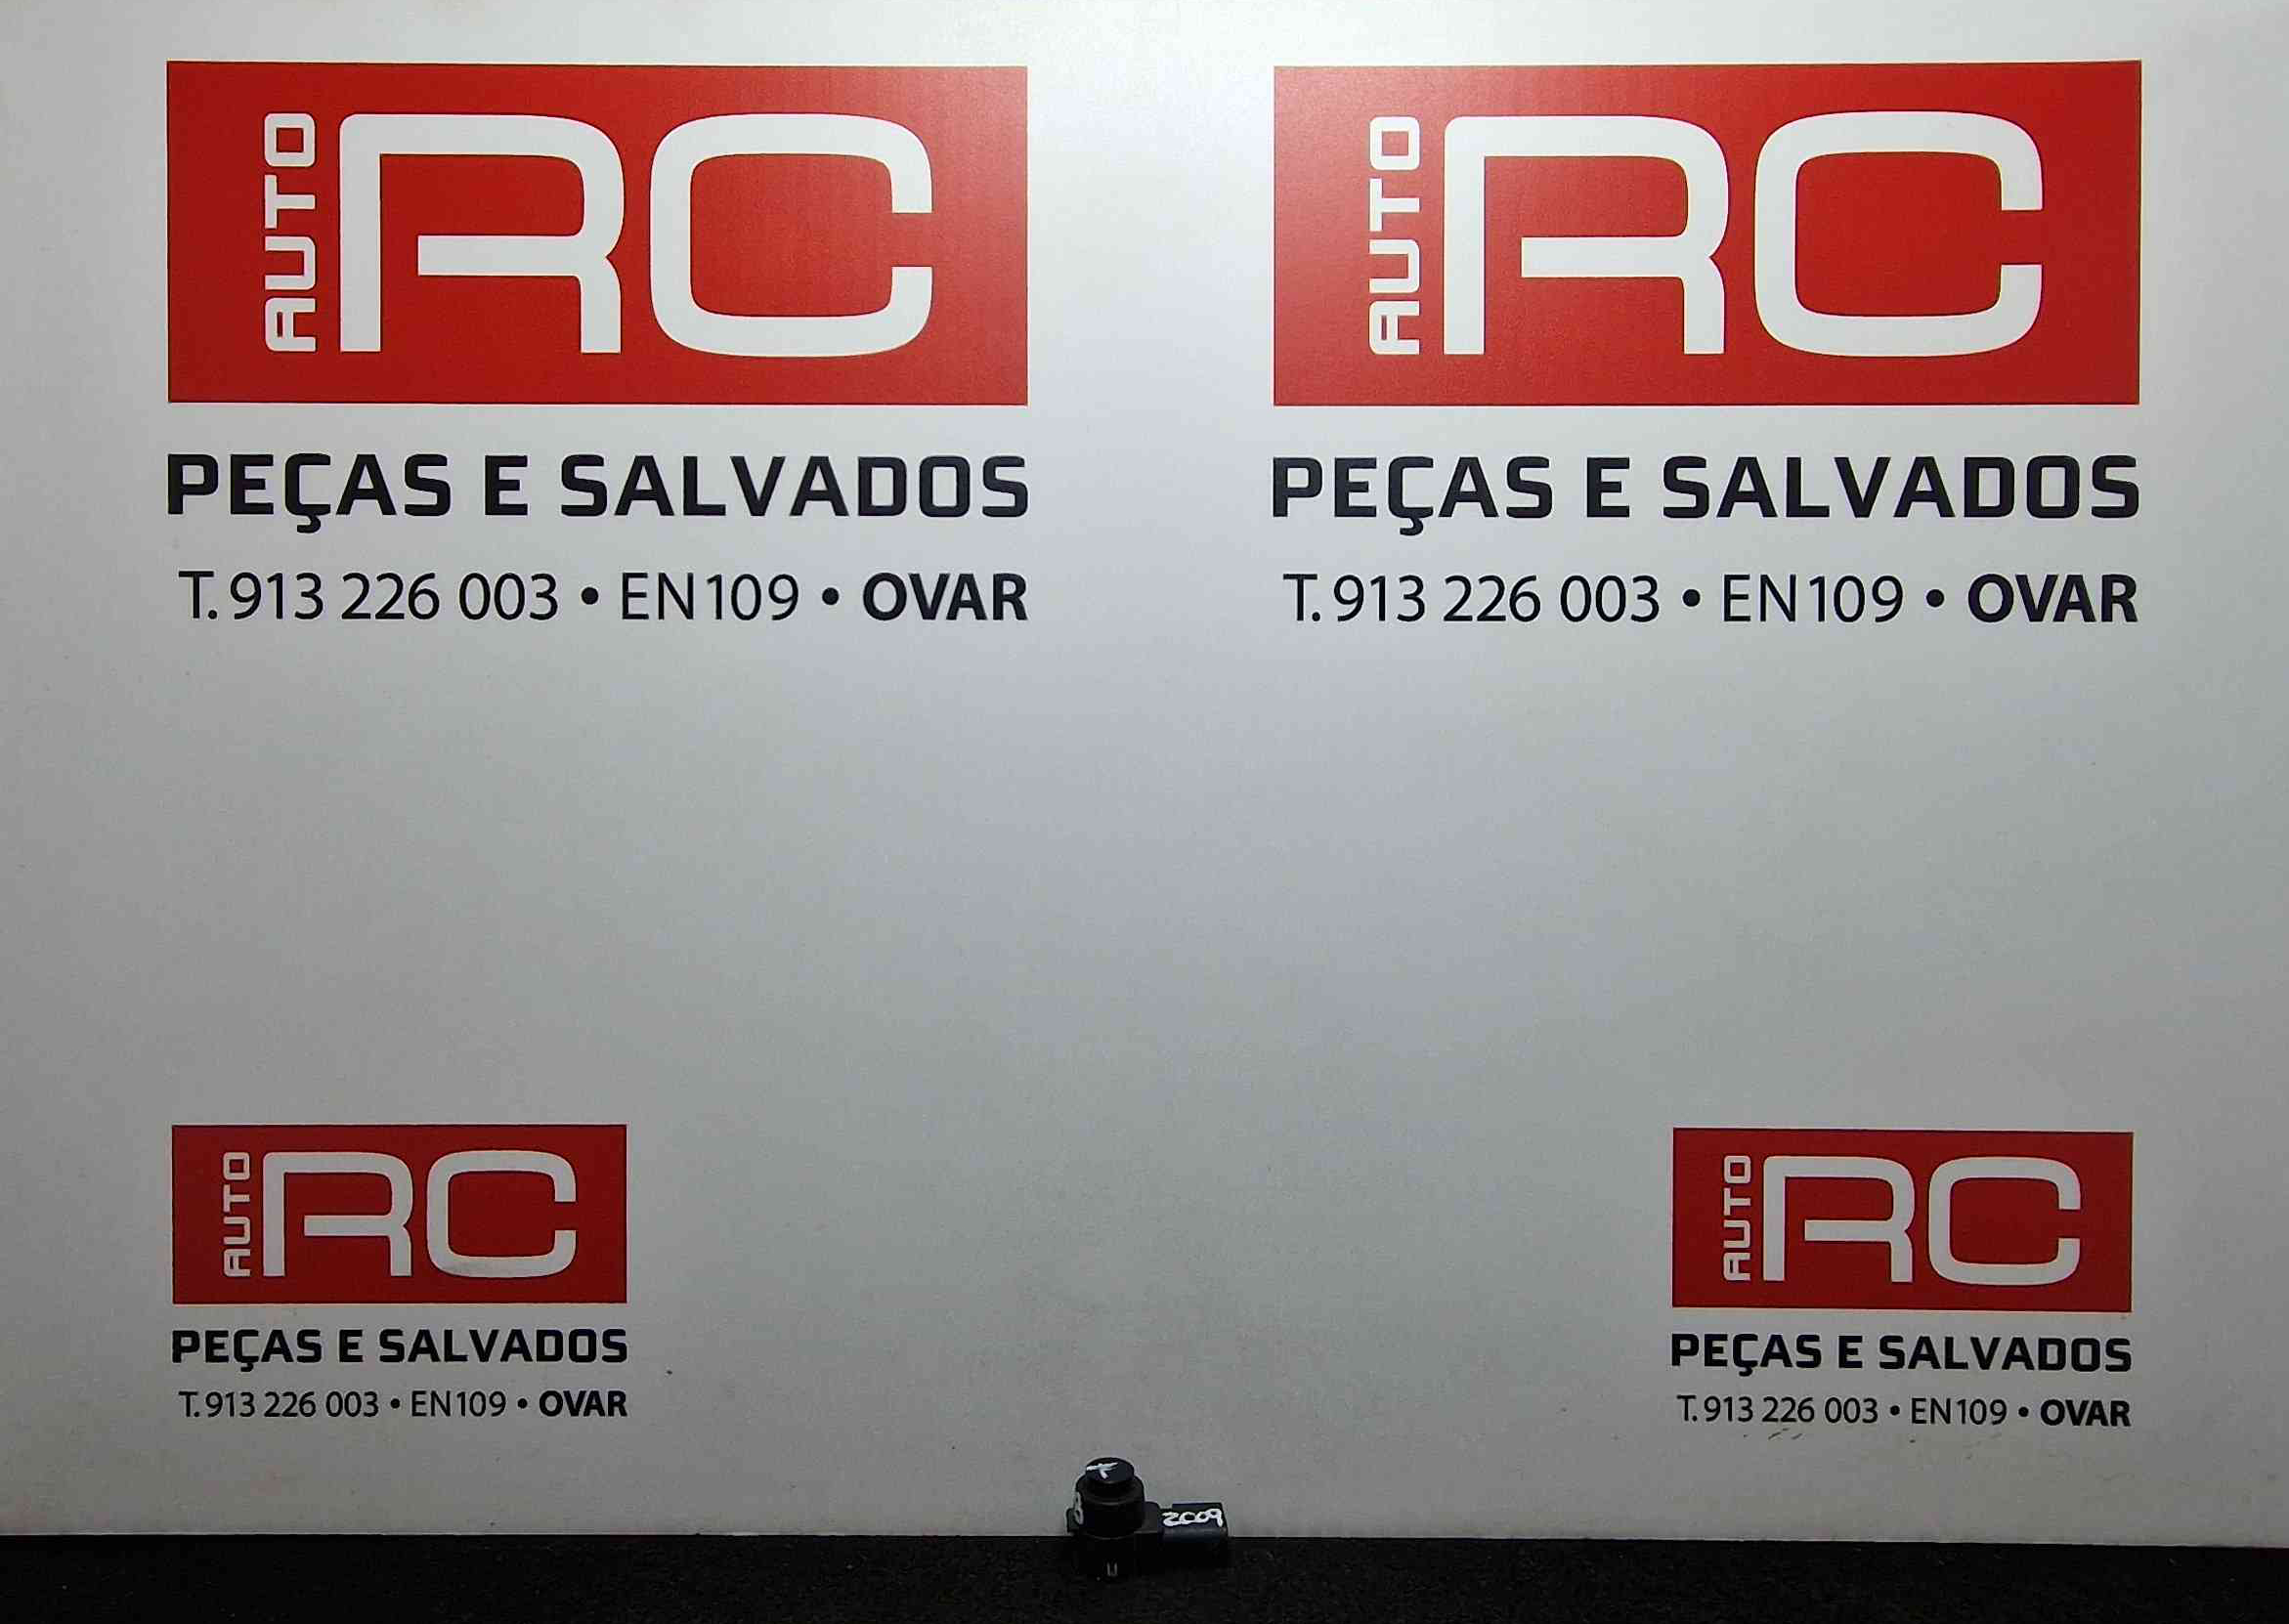 AUTO RC
PEÇAS E SALVADOS
T. 913 226 003 • EN109 • OVAR
AUTO RC
PEÇAS E SALVADOS
T. 913 226 003 • EN109 • OVAR
AUTO RC
PEÇAS E SALVADOS
T. 913 226 003 • EN109 • OVAR
AUTO RC
PEÇAS E SALVADOS
T. 913 226 003 • EN109 • OVAR
2009